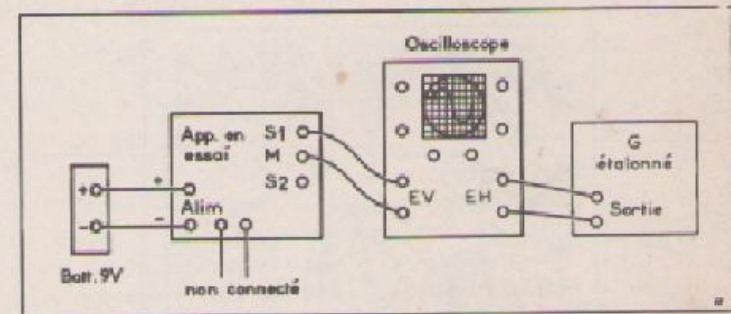 Oscilloscope
App. en
essai
S1
M
S2
+
-
Alim
+
-
Batt. 9V
non connecté
EV
EH
G
étalonné
Sortie